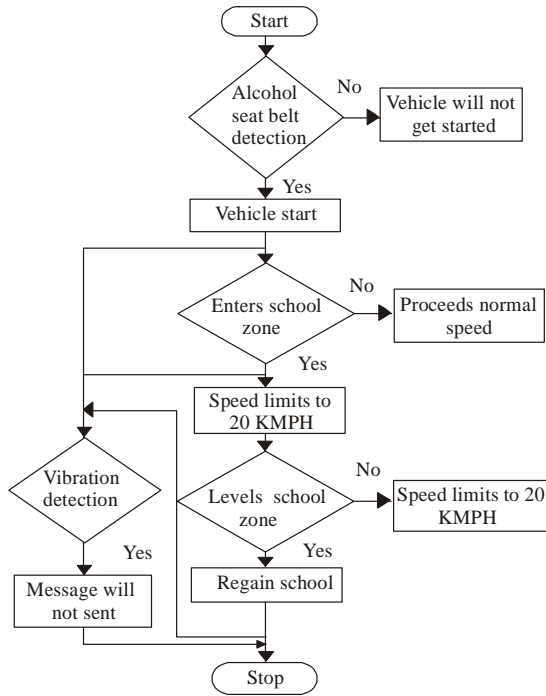 Start
Alcohol
seat belt
detection
No
Vehicle will not
get started
Yes
Vehicle start
Enters school
zone
No
Proceeds normal
speed
Yes
Speed limits to
20 KMPH
Vibration
detection
Levels school
zone
No
Speed limits to 20
KMPH
Yes
Yes
Message will
not sent
Regain school
Stop